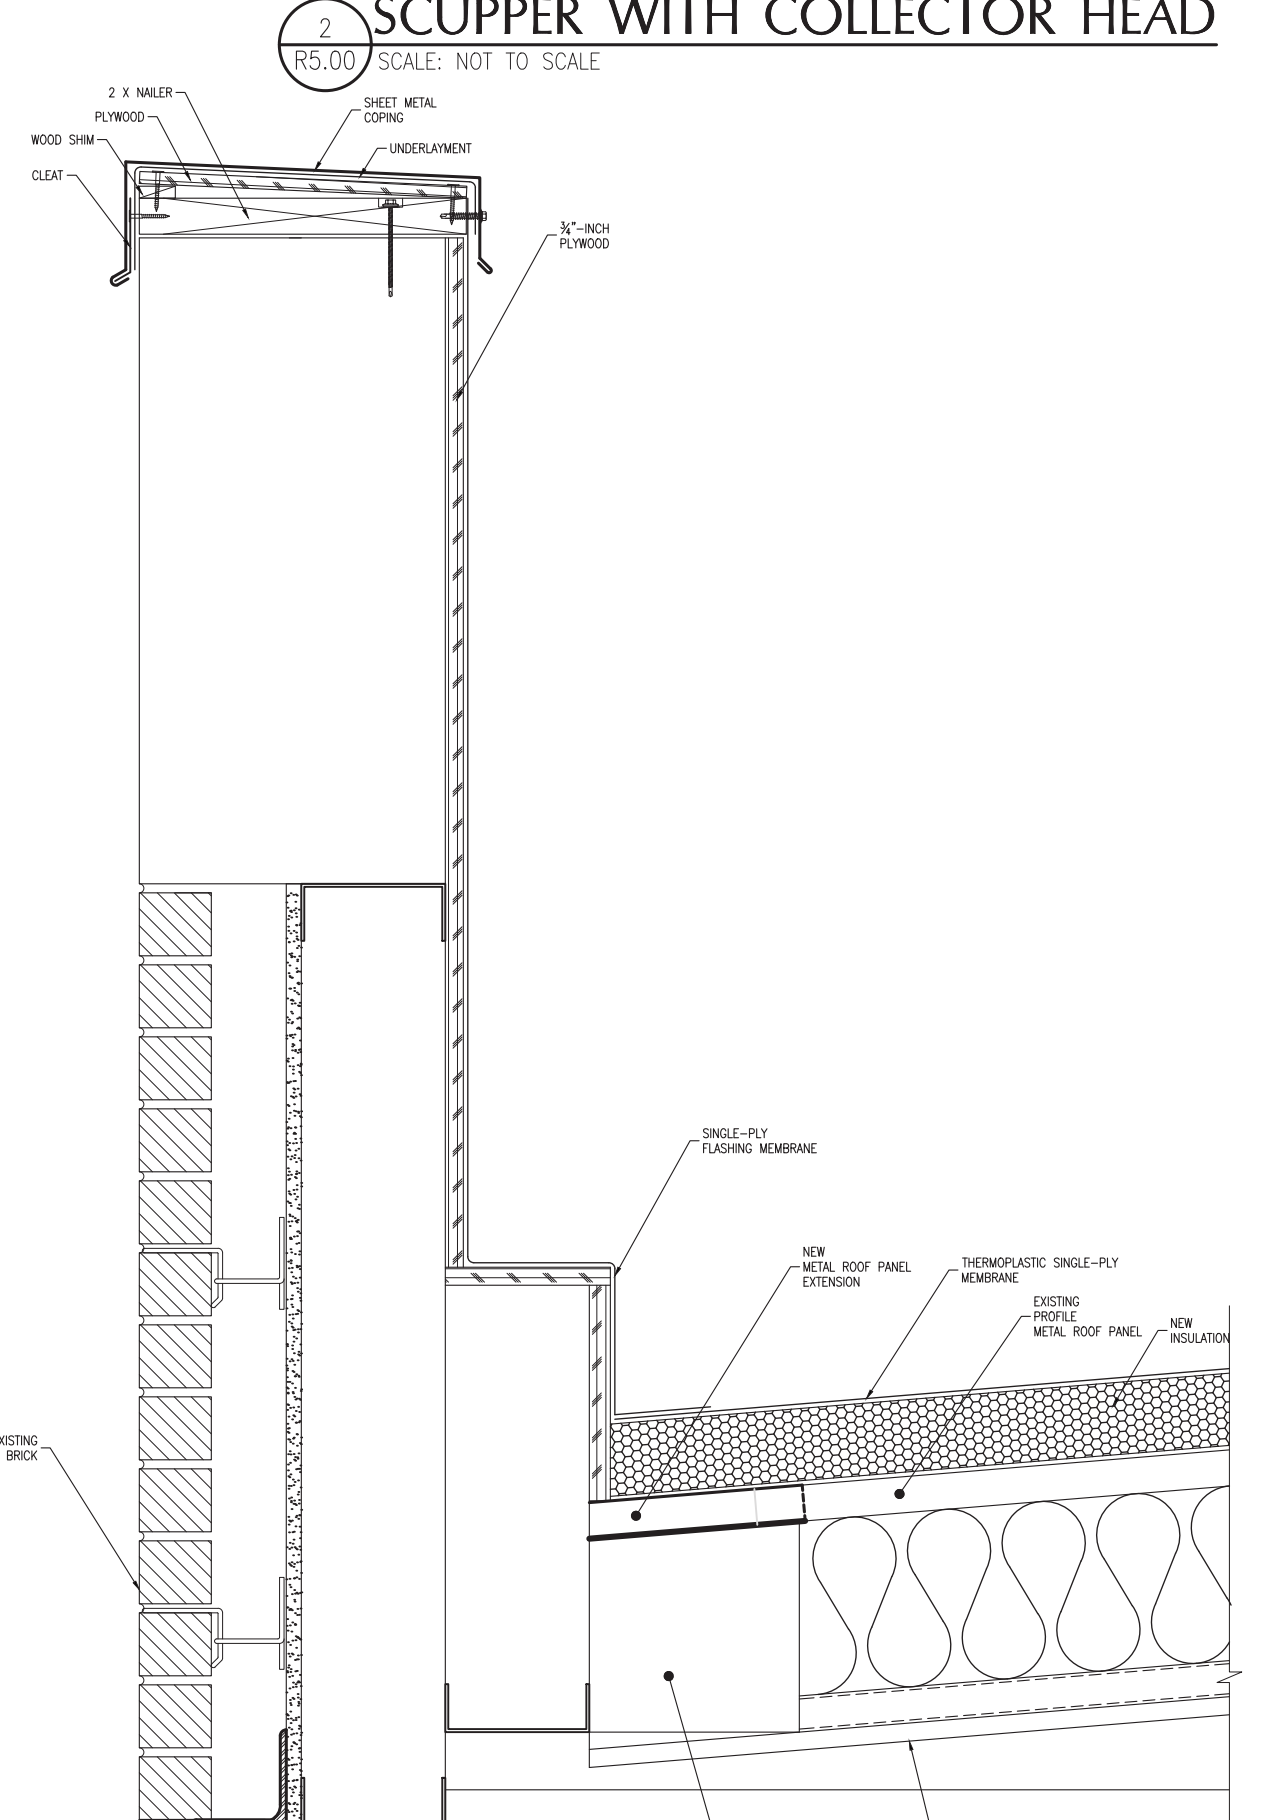 SCUPPER WITH COLLECTOR HEAD
2
R5.00
SCALE: NOT TO SCALE
2 X NAILER
PLYWOOD
WOOD SHIM
CLEAT
SHEET METAL
COPING
UNDERLAYMENT
¾"-INCH
PLYWOOD
SINGLE-PLY
FLASHING MEMBRANE
NEW
METAL ROOF PANEL
EXTENSION
THERMOPLASTIC SINGLE-PLY
MEMBRANE
EXISTING
PROFILE
METAL ROOF PANEL
NEW
INSULATION
XISTING
BRICK